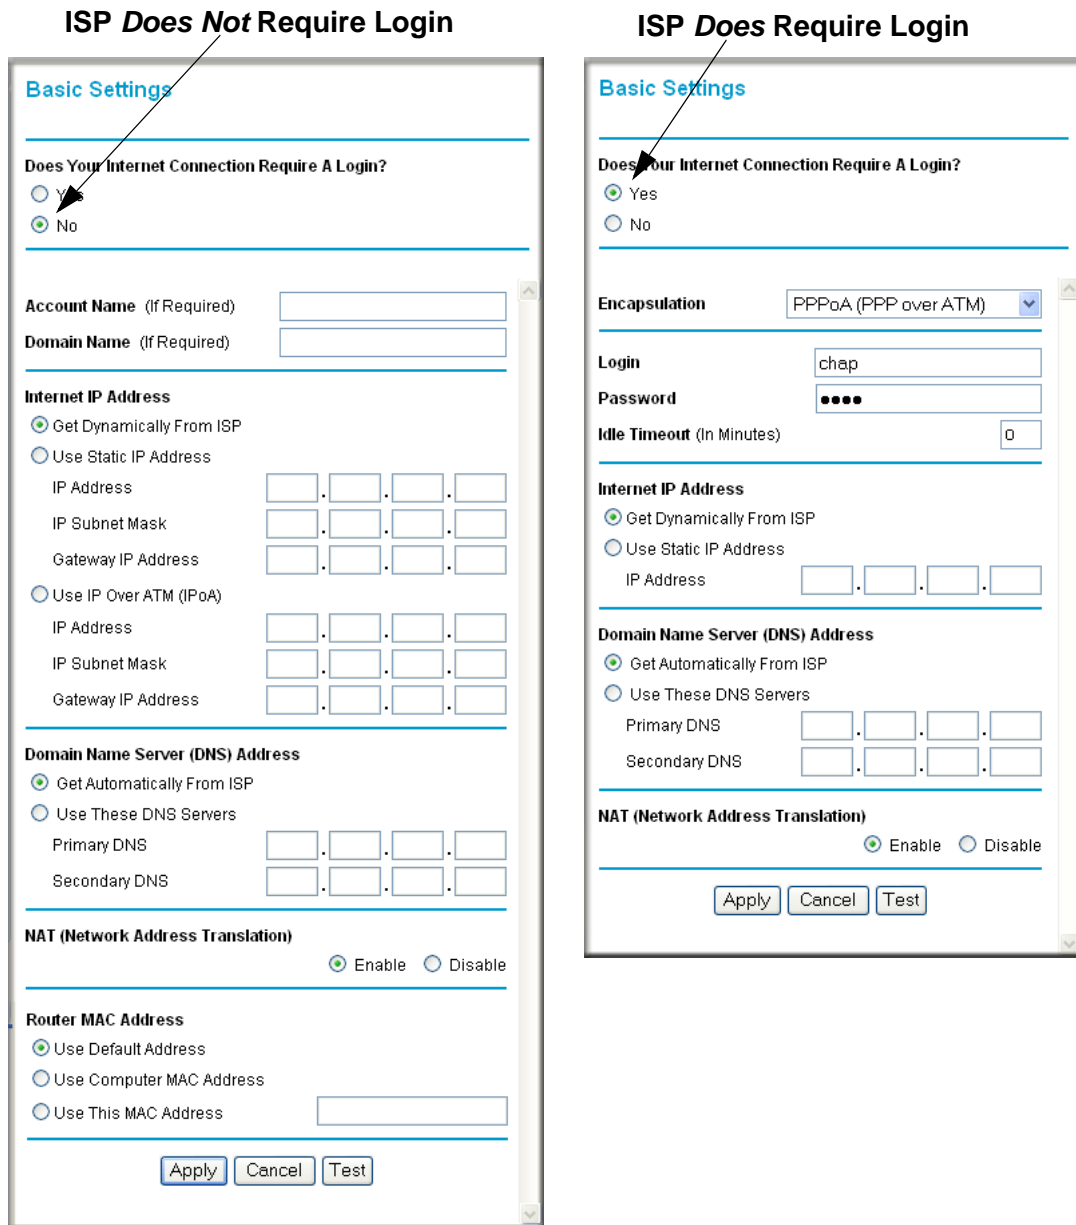 ISP Does Not Require Login
Basic Settings
Does Your Internet Connection Require A Login?
Yes
No
Account Name (If Required)
Domain Name (If Required)
Internet IP Address
Get Dynamically From ISP
Use Static IP Address
IP Address . . .
IP Subnet Mask . . .
Gateway IP Address . . .
Use IP Over ATM (IPoA)
IP Address . . .
IP Subnet Mask . . .
Gateway IP Address . . .
Domain Name Server (DNS) Address
Get Automatically From ISP
Use These DNS Servers
Primary DNS . . .
Secondary DNS . . .
NAT (Network Address Translation)
Enable Disable
Router MAC Address
Use Default Address
Use Computer MAC Address
Use This MAC Address
Apply Cancel Test
ISP Does Require Login
Basic Settings
Does Your Internet Connection Require A Login?
Yes
No
Encapsulation PPPoA (PPP over ATM)
Login chap
Password ●●●●
Idle Timeout (In Minutes) 0
Internet IP Address
Get Dynamically From ISP
Use Static IP Address
IP Address . . .
Domain Name Server (DNS) Address
Get Automatically From ISP
Use These DNS Servers
Primary DNS . . .
Secondary DNS . . .
NAT (Network Address Translation)
Enable Disable
Apply Cancel Test